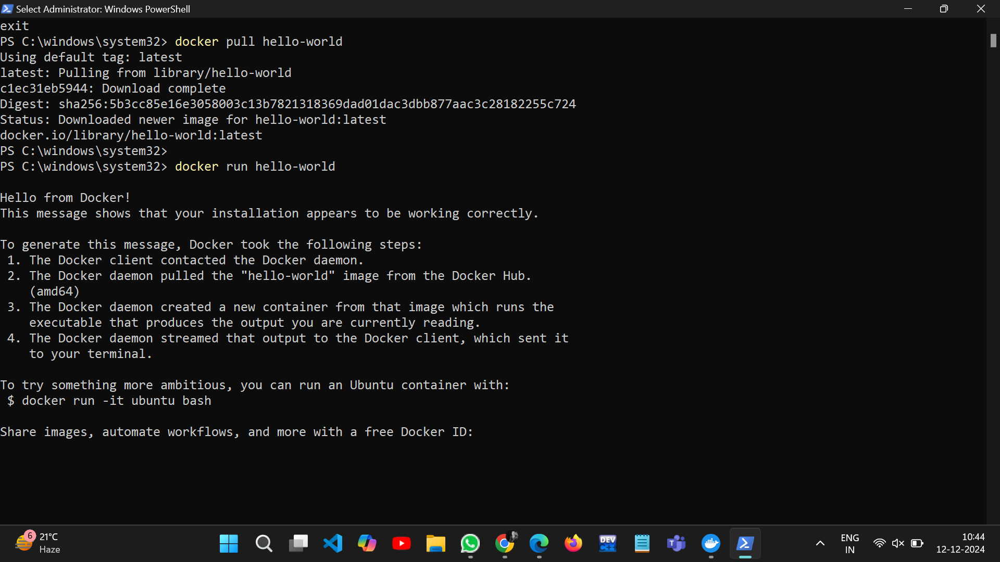 Select Administrator: Windows PowerShell
exit
PS C:\windows\system32> docker pull hello-world
Using default tag: latest
latest: Pulling from library/hello-world
c1ec31eb5944: Download complete
Digest: sha256:5b3cc85e16e3058003c13b7821318369dad01dac3dbb877aac3c28182255c724
Status: Downloaded newer image for hello-world:latest
docker.io/library/hello-world:latest
PS C:\windows\system32>
PS C:\windows\system32> docker run hello-world
Hello from Docker!
This message shows that your installation appears to be working correctly.
To generate this message, Docker took the following steps:
1. The Docker client contacted the Docker daemon.
2. The Docker daemon pulled the "hello-world" image from the Docker Hub.
(amd64)
3. The Docker daemon created a new container from that image which runs the
executable that produces the output you are currently reading.
4. The Docker daemon streamed that output to the Docker client, which sent it
to your terminal.
To try something more ambitious, you can run an Ubuntu container with:
$ docker run -it ubuntu bash
Share images, automate workflows, and more with a free Docker ID:
6
21°C
Haze
DEV
C++
T
ENG
IN
10:44
12-12-2024